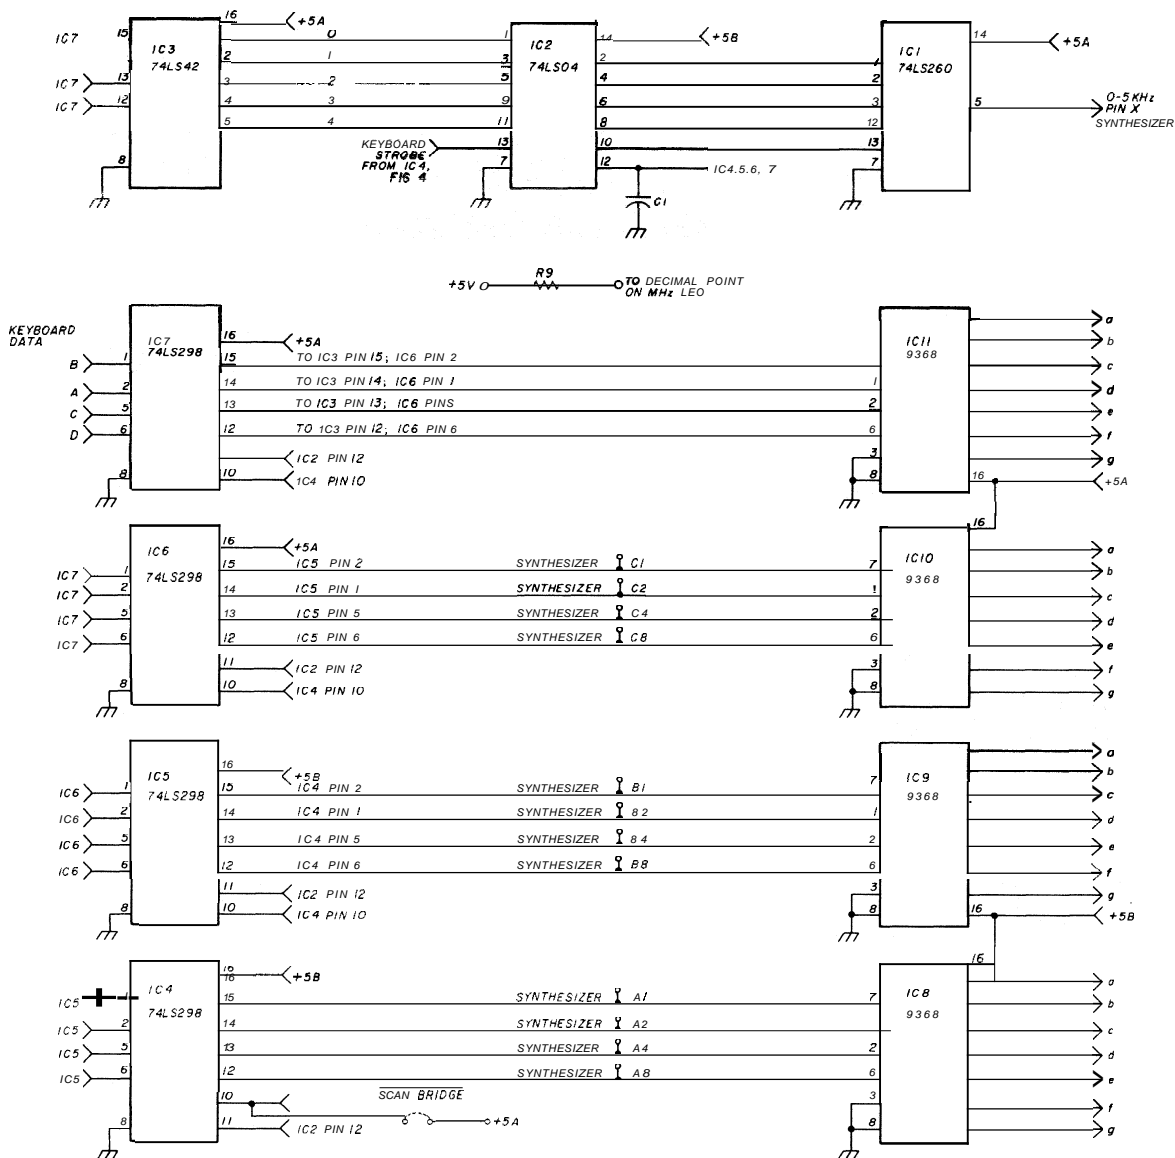 16 +5A
IC7 15 IC3 74LS42 0 1 IC2 74LS04 14 +5B IC1 74LS260 14 +5A
2 1 3 2 1
IC7 13 3 2 5 4 2
IC7 12 4 3 9 6 3 5 0-5 KHz PIN X SYNTHESIZER
5 4 11 8 12
KEYBOARD STROBE FROM IC4, FIG 4 13 10 13
8 7 12 IC4.5.6, 7 7
C1
+5V R9 TO DECIMAL POINT
ON MHz LEO
KEYBOARD DATA
IC7 74LS298 16 +5A IC11 9368 a
b
B 1 15 TO IC3 PIN 15; IC6 PIN 2 c
A 2 14 TO IC3 PIN 14; IC6 PIN 1 1 d
C 5 13 TO IC3 PIN 13; IC6 PINS 2 e
D 6 12 TO 1C3 PIN 12; IC6 PIN 6 6 f
IC2 PIN 12 3 g
8 10 1C4 PIN 10 8 16 +5A
16
IC6 74LS298 16 +5A IC10 9368 a
IC7 1 15 IC5 PIN 2 SYNTHESIZER C1 7 b
IC7 2 14 IC5 PIN 1 SYNTHESIZER C2 1 c
IC7 5 13 IC5 PIN 5 SYNTHESIZER C4 2 d
IC7 6 12 IC5 PIN 6 SYNTHESIZER C8 6 e
11 IC2 PIN 12 3 f
8 10 IC4 PIN 10 8 g
IC5 74LS298 16 +5B IC9 9368 a
b
IC6 1 15 IC4 PIN 2 SYNTHESIZER B1 7 c
IC6 2 14 IC4 PIN 1 SYNTHESIZER 82 1 d
IC6 5 13 IC4 PIN 5 SYNTHESIZER 84 2 e
IC6 6 12 IC4 PIN 6 SYNTHESIZER B8 6 f
11 IC2 PIN 12 3 g
8 10 IC4 PIN 10 8 16 +5B
16
IC4 74LS298 16 16 +5B IC8 9368 a
IC5 1 15 SYNTHESIZER A1 7 b
IC5 2 14 SYNTHESIZER A2 c
IC5 5 13 SYNTHESIZER A4 2 d
IC5 6 12 SYNTHESIZER A8 6 e
10 SCAN BRIDGE 3 f
+5A
8 11 IC2 PIN 12 8 g